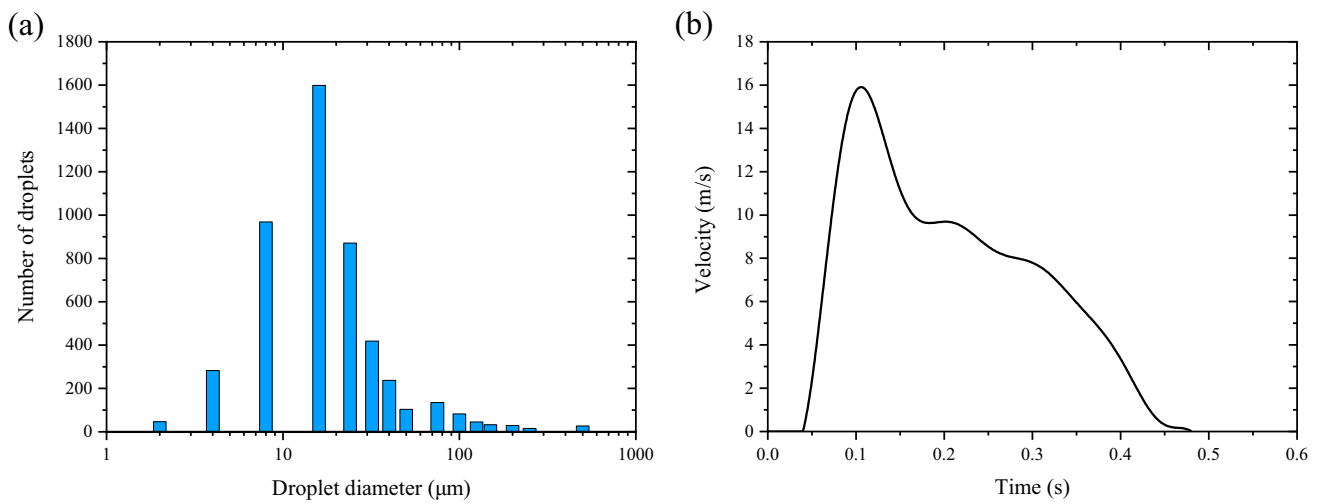 (a)
1800
1600
1400
1200
1000
800
600
400
200
0
Number of droplets
1 10 100 1000
Droplet diameter (μm)
(b)
18
16
14
12
10
8
6
4
2
0
Velocity (m/s)
0.0 0.1 0.2 0.3 0.4 0.5 0.6
Time (s)